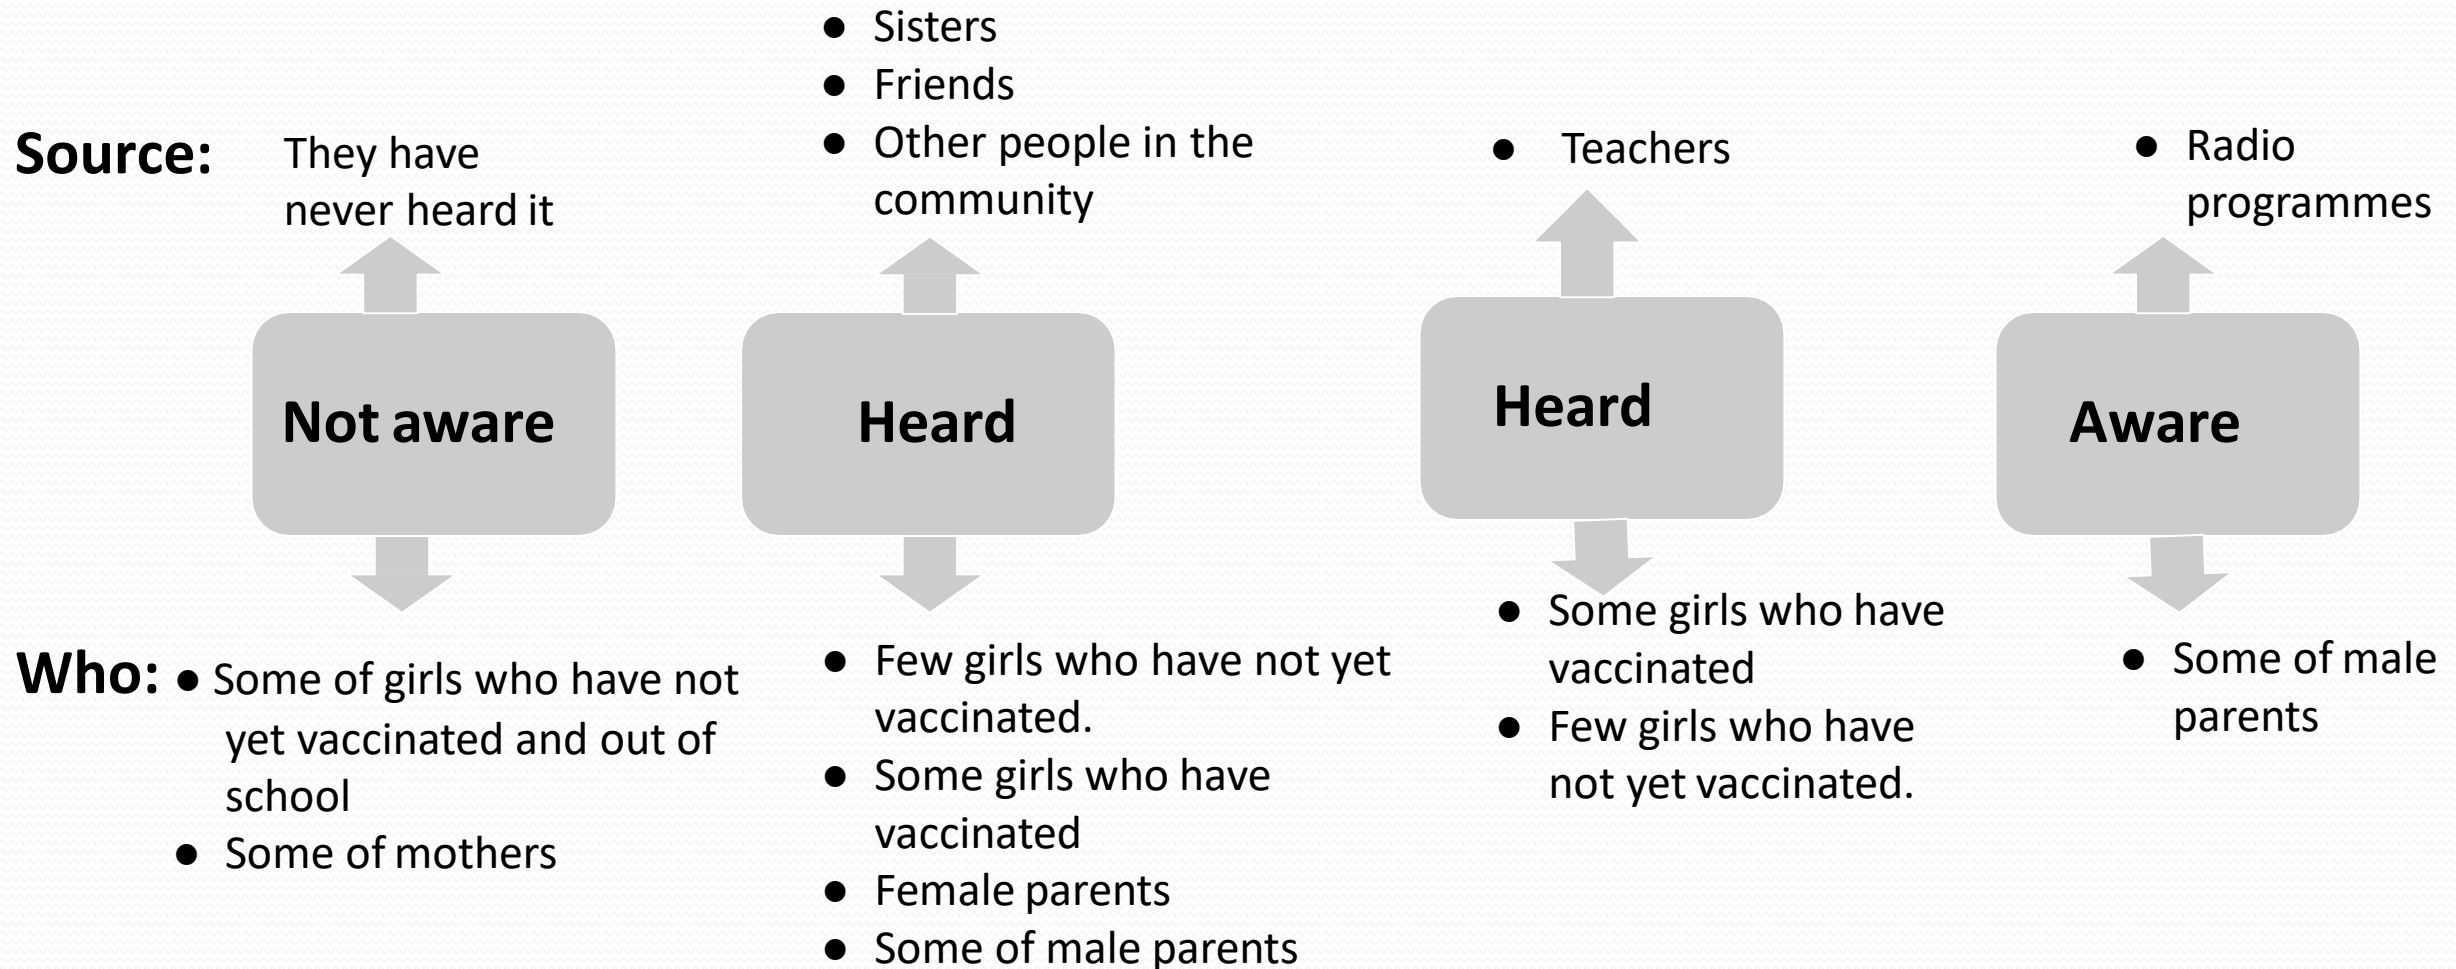 Source:
They have
never heard it
● Sisters
● Friends
● Other people in the
community
● Teachers
● Radio
programmes
Not aware
Heard
Heard
Aware
Who:
● Some of girls who have not
yet vaccinated and out of
school
● Some of mothers
● Few girls who have not yet
vaccinated.
● Some girls who have
vaccinated
● Female parents
● Some of male parents
● Some girls who have
vaccinated
● Few girls who have
not yet vaccinated.
● Some of male
parents